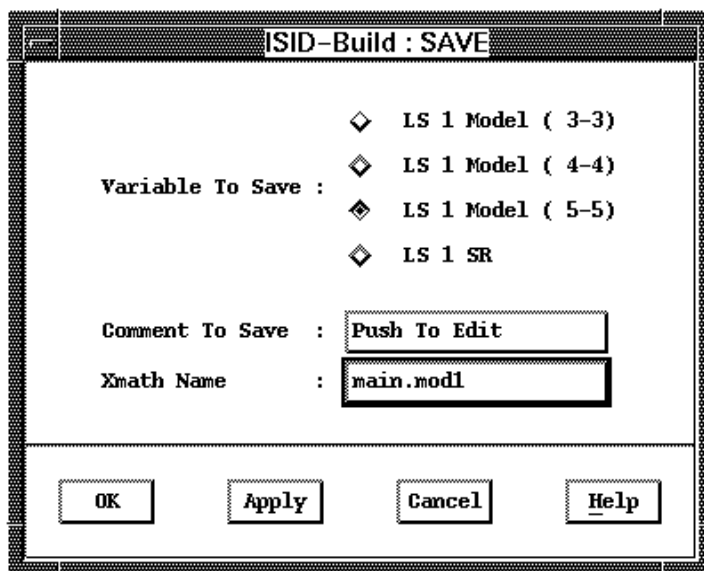 ISID-Build : SAVE
LS 1 Model ( 3-3)
LS 1 Model ( 4-4)
Variable To Save :
LS 1 Model ( 5-5)
LS 1 SR
Comment To Save : Push To Edit
Xmath Name : main.mod1
OK Apply Cancel Help